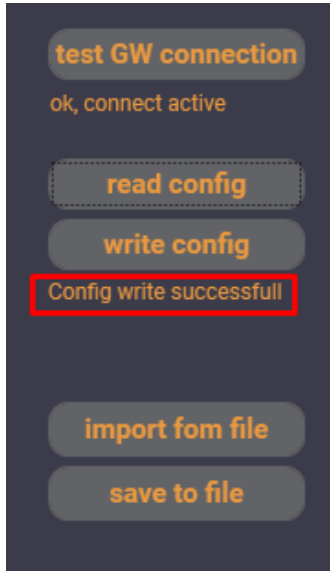 test GW connection
ok, connect active
read config
write config
Config write successfull
import fom file
save to file